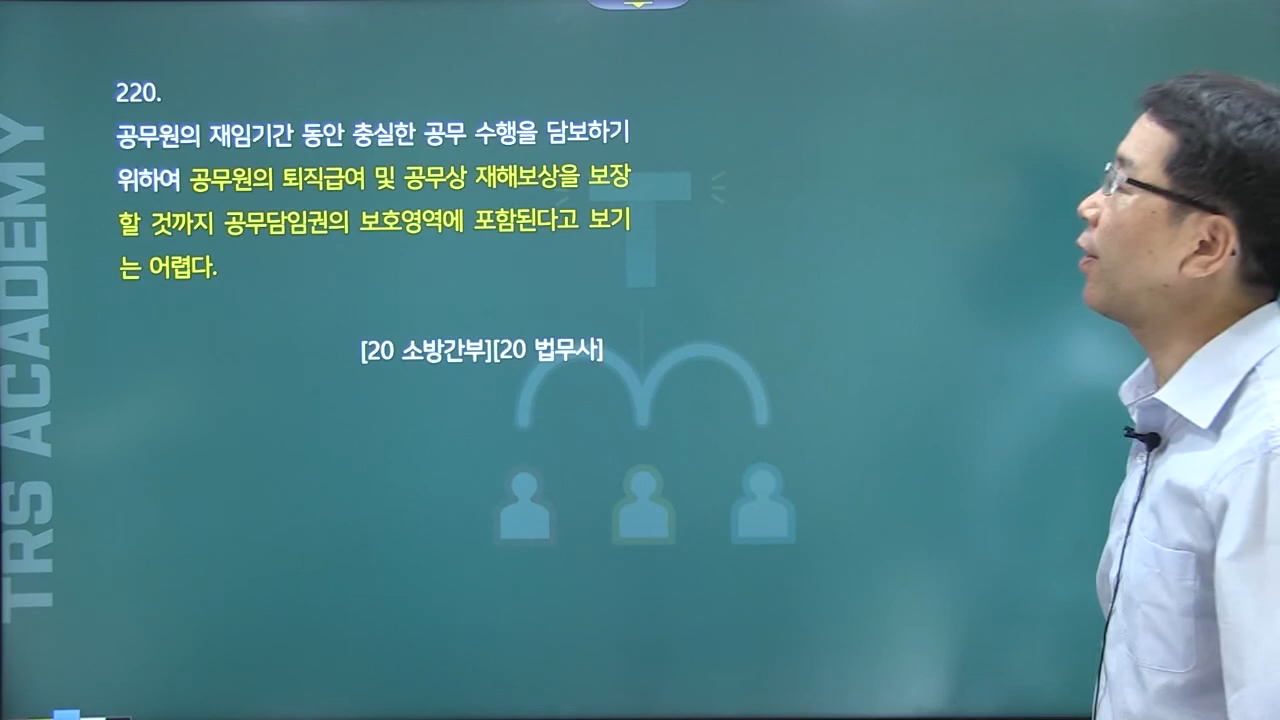 220.
공무원의 재임기간 동안 충실한 공무 수행을 담보하기
위하여 공무원의 퇴직급여 및 공무상 재해보상을 보장
할 것까지 공무담임권의 보호영역에 포함된다고 보기
는 어렵다.
[20 소방간부][20 법무사]
TRS ACADEMY